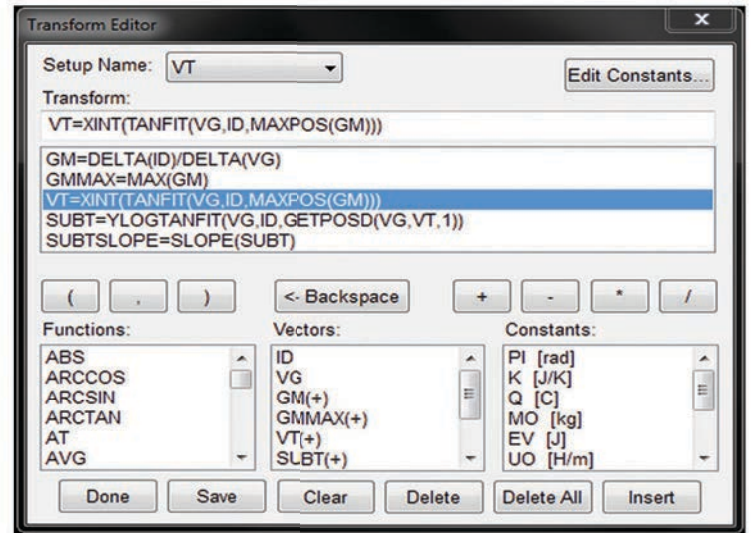 Transform Editor
x
Setup Name: VT
Edit Constants...
Transform:
VT=XINT(TANFIT(VG,ID,MAXPOS(GM)))
GM=DELTA(ID)/DELTA(VG)
GMMAX=MAX(GM)
VT=XINT(TANFIT(VG,ID,MAXPOS(GM)))
SUBT=YLOGTANFIT(VG,ID,GETPOSD(VG,VT,1))
SUBTSLOPE=SLOPE(SUBT)
( , ) <- Backspace + - * /
Functions: Vectors: Constants:
ABS ID PI [rad]
ARCCOS VG K [J/K]
ARCSIN GM(+) Q [C]
ARCTAN GMMAX(+) MO [kg]
AT VT(+) EV [J]
AVG SUBT(+) UO [H/m]
Done Save Clear Delete Delete All Insert